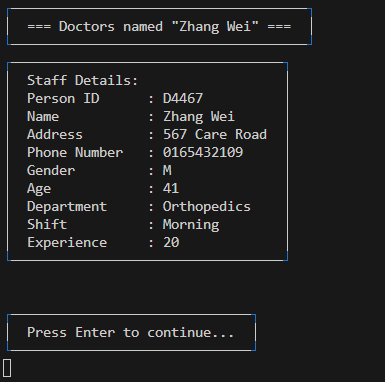 === Doctors named "Zhang Wei" ===
Staff Details:
Person ID : D4467
Name : Zhang Wei
Address : 567 Care Road
Phone Number : 0165432109
Gender : M
Age : 41
Department : Orthopedics
Shift : Morning
Experience : 20
Press Enter to continue...